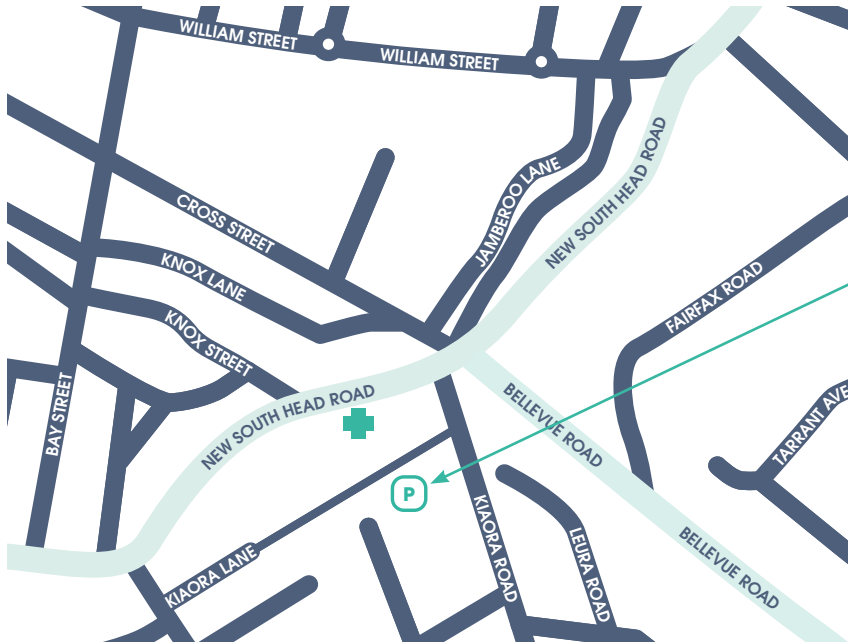 WILLIAM STREET
WILLIAM STREET
NEW SOUTH HEAD ROAD
JAMBEROO LANE
CROSS STREET
KNOX LANE
FAIRFAX ROAD
KNOX STREET
BAY STREET
NEW SOUTH HEAD ROAD
BELLEVUE ROAD
TARRANT AVE
P
KIAORA ROAD
LEURA ROAD
BELLEVUE ROAD
KIAORA LANE